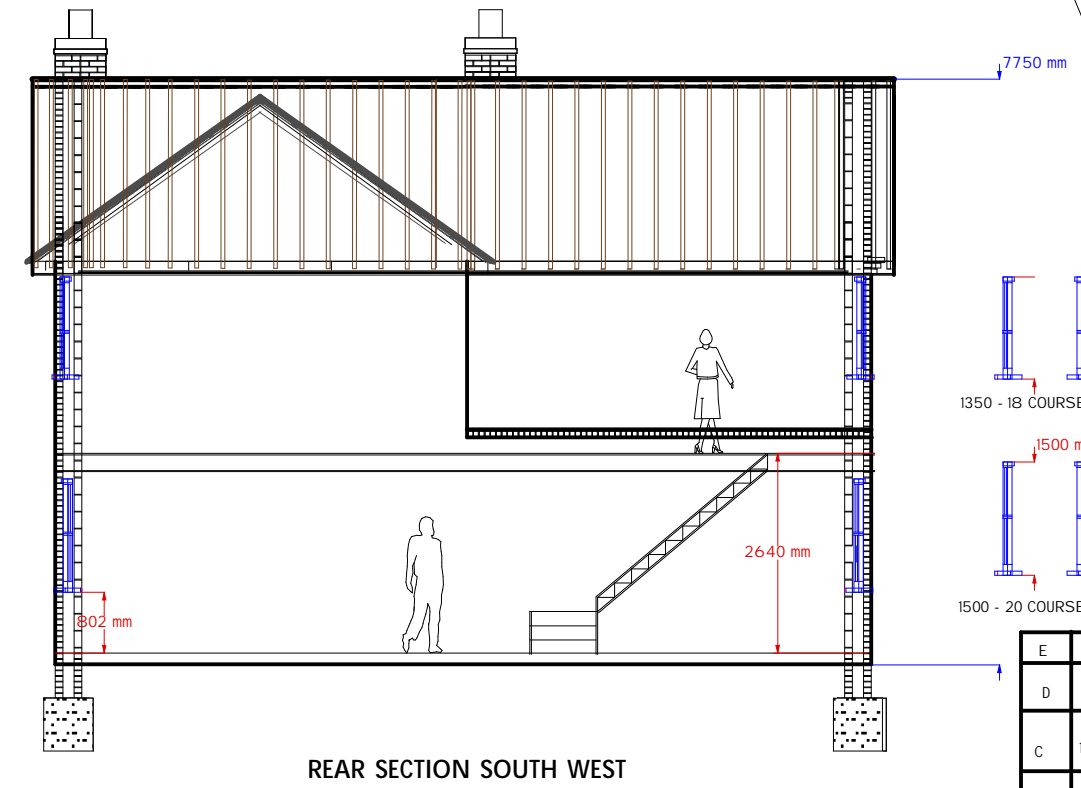 7750 mm
1350 - 18 COURSE
1500 m
2640 mm
1500 - 20 COURSE
802 mm
E
D
C
REAR SECTION SOUTH WEST